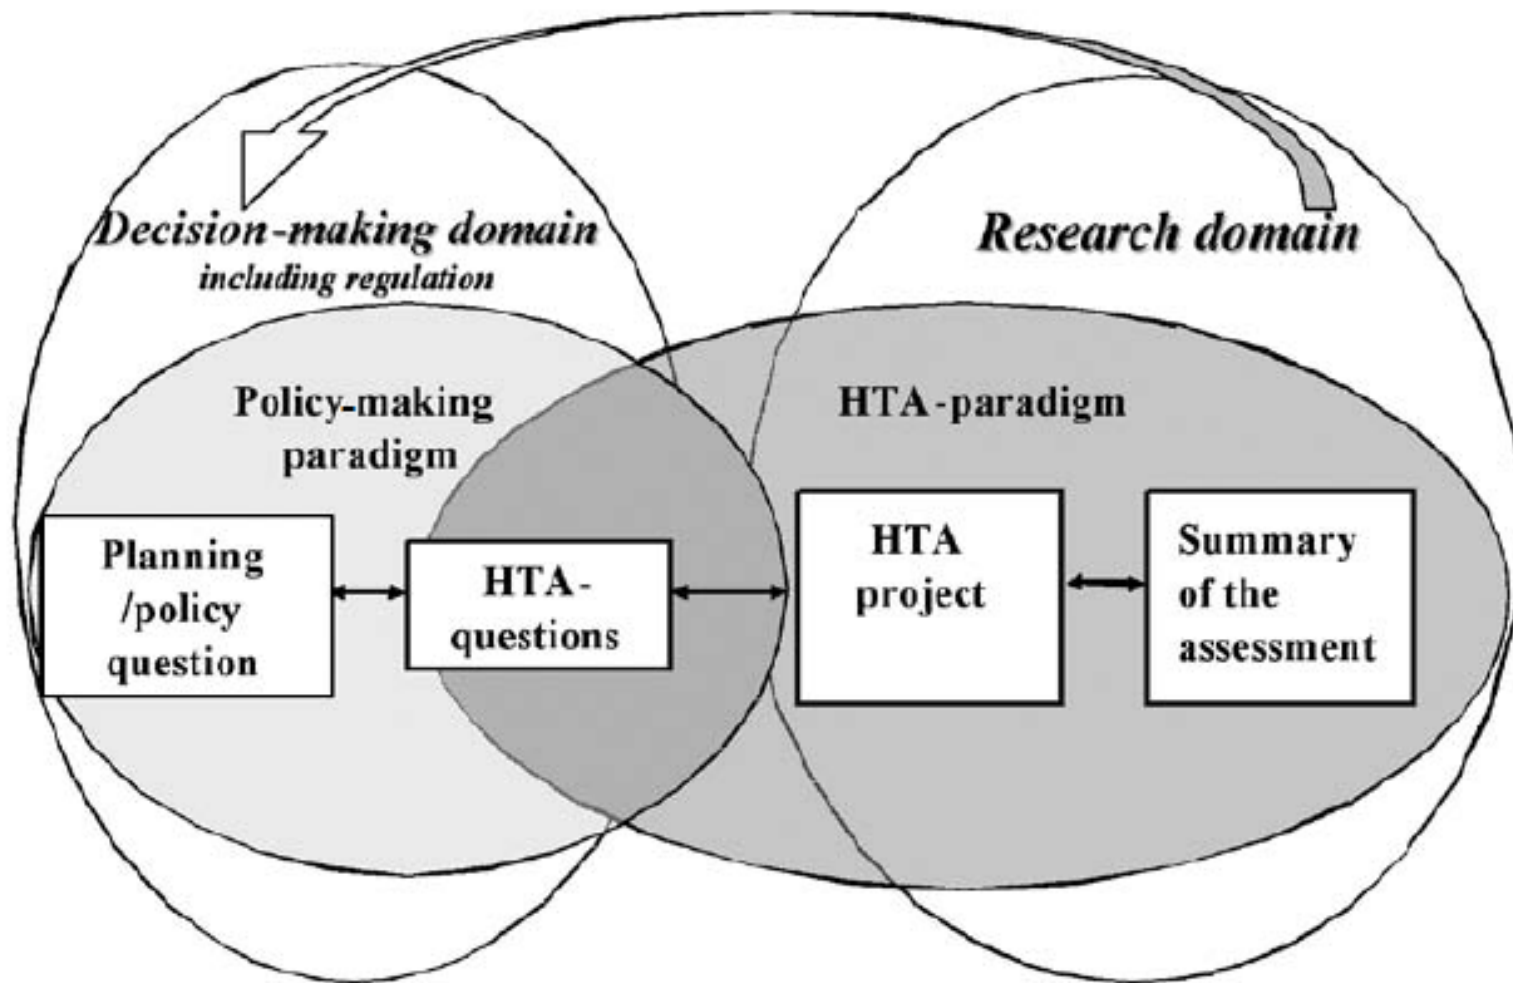 Decision-making domain
including regulation
Research domain
Policy-making
paradigm
HTA-paradigm
Planning
/policy
question
HTA-
questions
HTA
project
Summary
of the
assessment